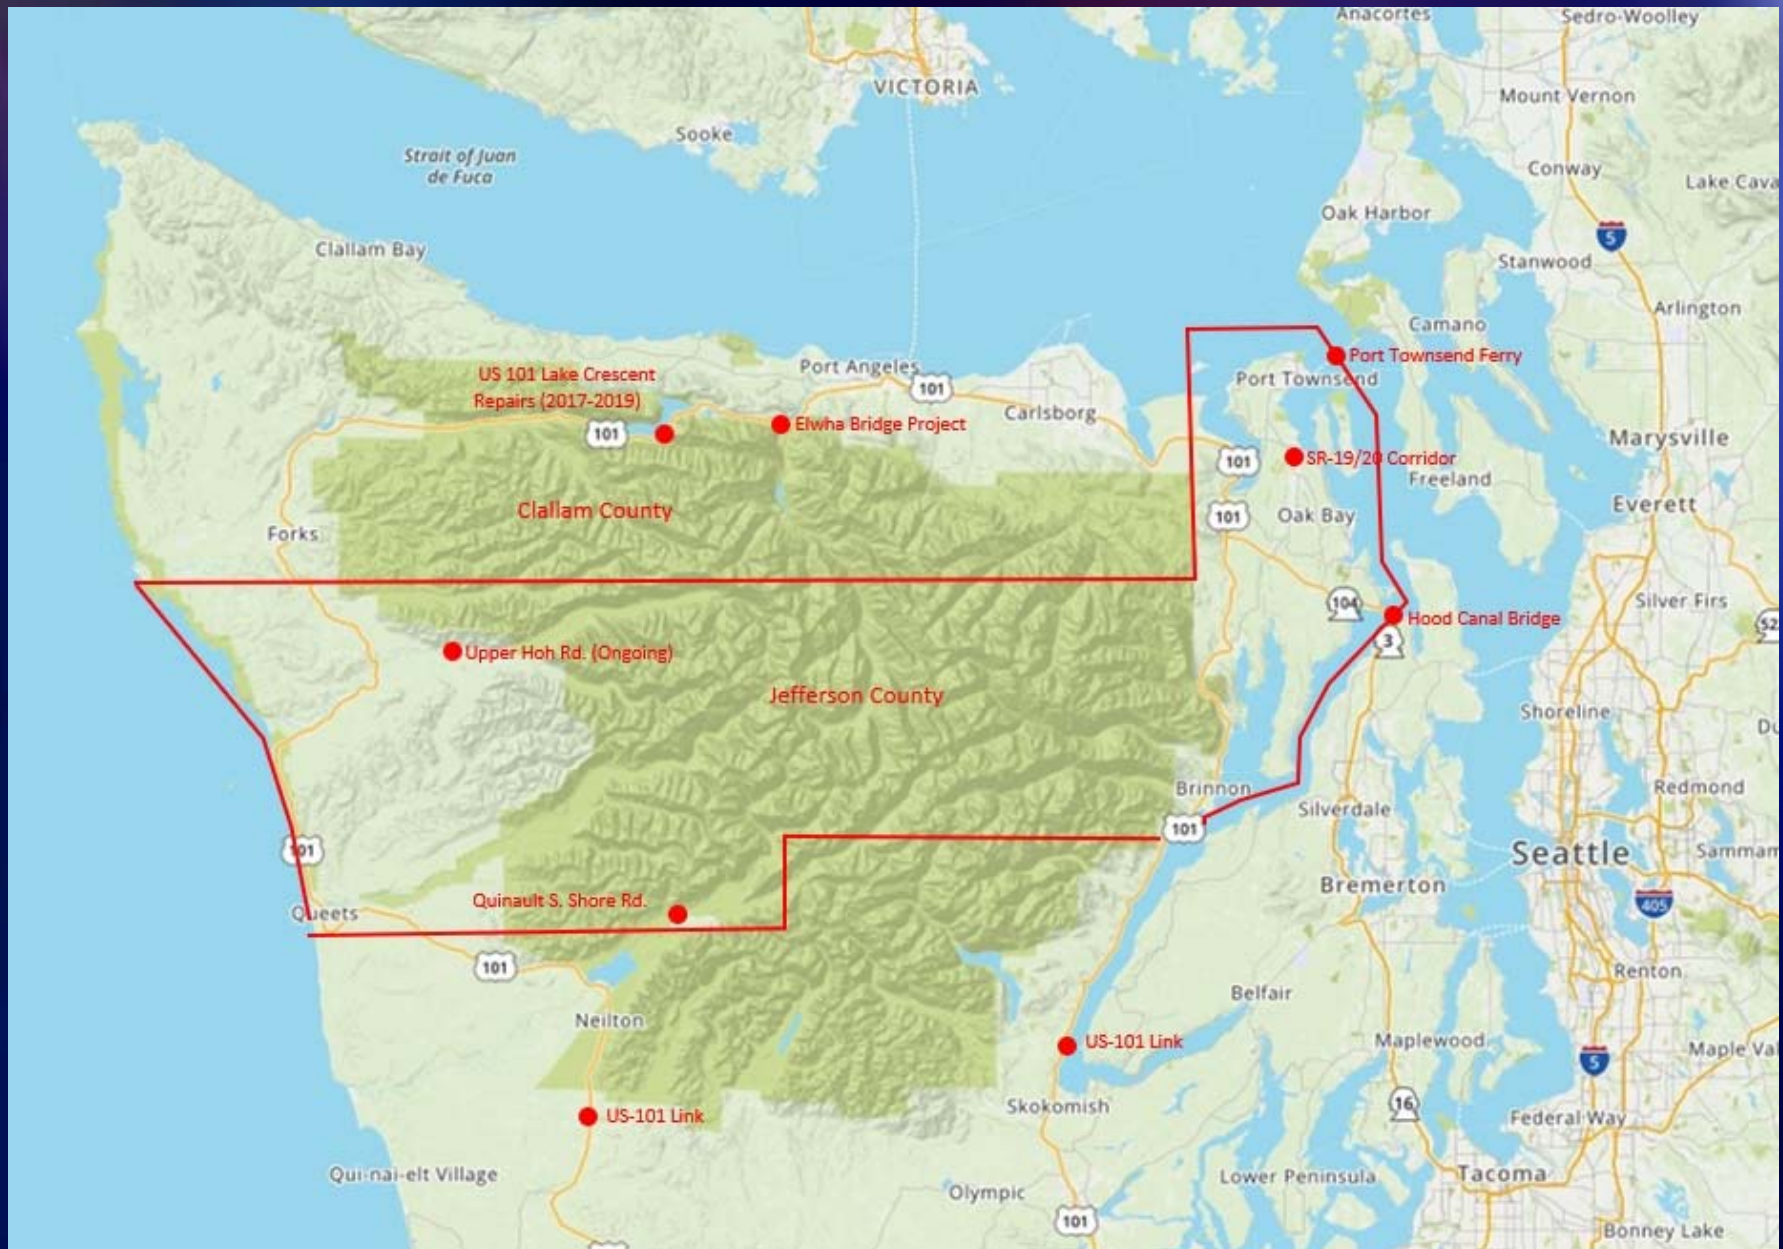 Anacortes
Sedro-Woolley
VICTORIA
Mount Vernon
Sooke
Strait of Juan
de Fuca
Conway
Lake Cava
Oak Harbor
5
Clallam Bay
Stanwood
Arlington
Camano
Port Townsend Ferry
Port Angeles
US 101 Lake Crescent
Repairs (2017-2019)
Port Townsend
101
Carlsborg
Elwha Bridge Project
101
Marysville
101
SR-19/20 Corridor
Freeland
Clallam County
101
Oak Bay
Everett
Forks
104
Silver Firs
Hood Canal Bridge
52
3
Upper Hoh Rd. (Ongoing)
Jefferson County
Shoreline
Du
Brinnon
Redmond
Silverdale
101
101
Seattle
Sammam
Bremerton
Quinault S. Shore Rd.
405
Queets
101
Renton
Belfair
Neilton
US-101 Link
Maplewood
Maple Val
5
Skokomish
16
US-101 Link
Federal Way
Qui-nai-elt Village
Lower Peninsula
Tacoma
Olympic
101
Bonney Lake